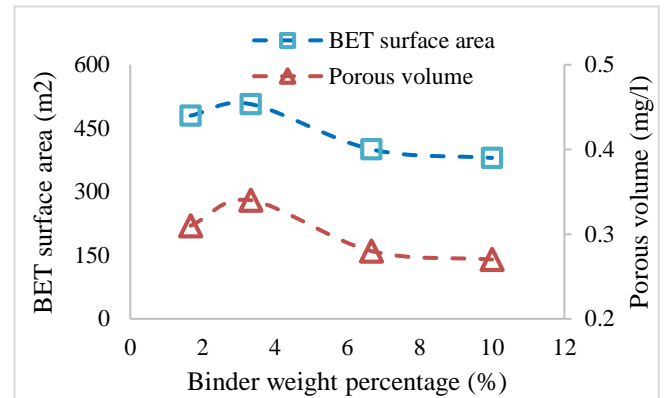 BET surface area
Porous volume
600
450
300
150
0
BET surface area (m2)
0.5
0.4
0.3
0.2
Porous volume (mg/l)
0 2 4 6 8 10 12
Binder weight percentage (%)